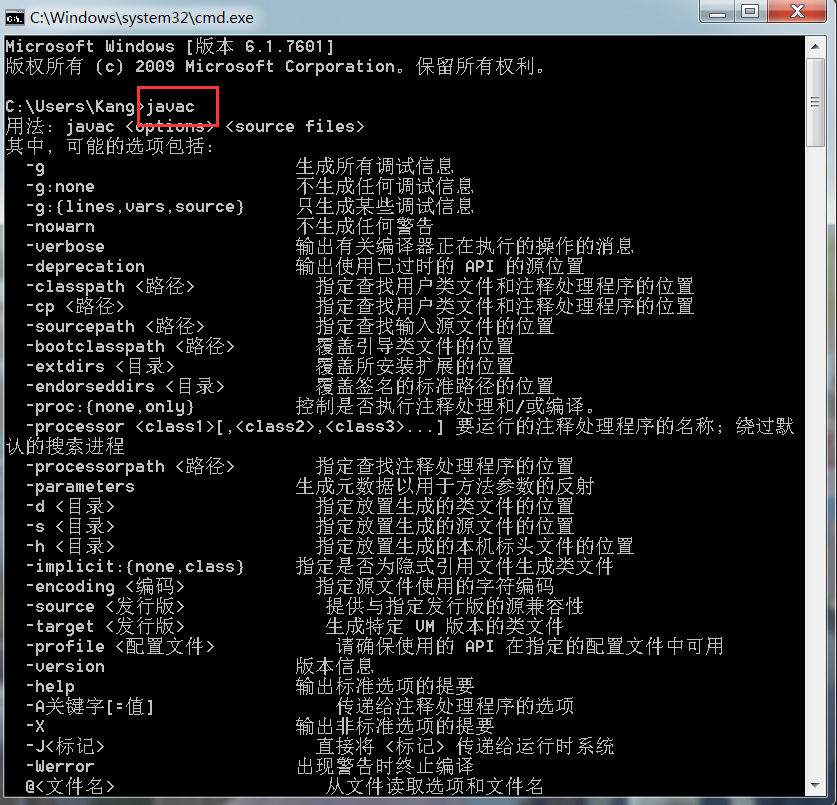 C:\Windows\system32\cmd.exe
Microsoft Windows [版本 6.1.7601]
版权所有 (c) 2009 Microsoft Corporation。保留所有权利。
C:\Users\Kang>javac
用法: javac <options> <source files>
其中, 可能的选项包括:
-g 生成所有调试信息
-g:none 不生成任何调试信息
-g:{lines,vars,source} 只生成某些调试信息
-nowarn 不生成任何警告
-verbose 输出有关编译器正在执行的操作的消息
-deprecation 输出使用已过时的 API 的源位置
-classpath <路径> 指定查找用户类文件和注释处理程序的位置
-cp <路径> 指定查找用户类文件和注释处理程序的位置
-sourcepath <路径> 指定查找输入源文件的位置
-bootclasspath <路径> 覆盖引导类文件的位置
-extdirs <目录> 覆盖所安装扩展的位置
-endorseddirs <目录> 覆盖签名的标准路径的位置
-proc:{none,only} 控制是否执行注释处理和/或编译。
-processor <class1>[,<class2>,<class3>...] 要运行的注释处理程序的名称; 绕过默
认的搜索进程
-processorpath <路径> 指定查找注释处理程序的位置
-parameters 生成元数据以用于方法参数的反射
-d <目录> 指定放置生成的类文件的位置
-s <目录> 指定放置生成的源文件的位置
-h <目录> 指定放置生成的本机标头文件的位置
-implicit:{none,class} 指定是否为隐式引用文件生成类文件
-encoding <编码> 指定源文件使用的字符编码
-source <发行版> 提供与指定发行版的源兼容性
-target <发行版> 生成特定 VM 版本的类文件
-profile <配置文件> 请确保使用的 API 在指定的配置文件中可用
-version 版本信息
-help 输出标准选项的提要
-A关键字[=值] 传递给注释处理程序的选项
-X 输出非标准选项的提要
-J<标记> 直接将 <标记> 传递给运行时系统
-Werror 出现警告时终止编译
@<文件名> 从文件读取选项和文件名